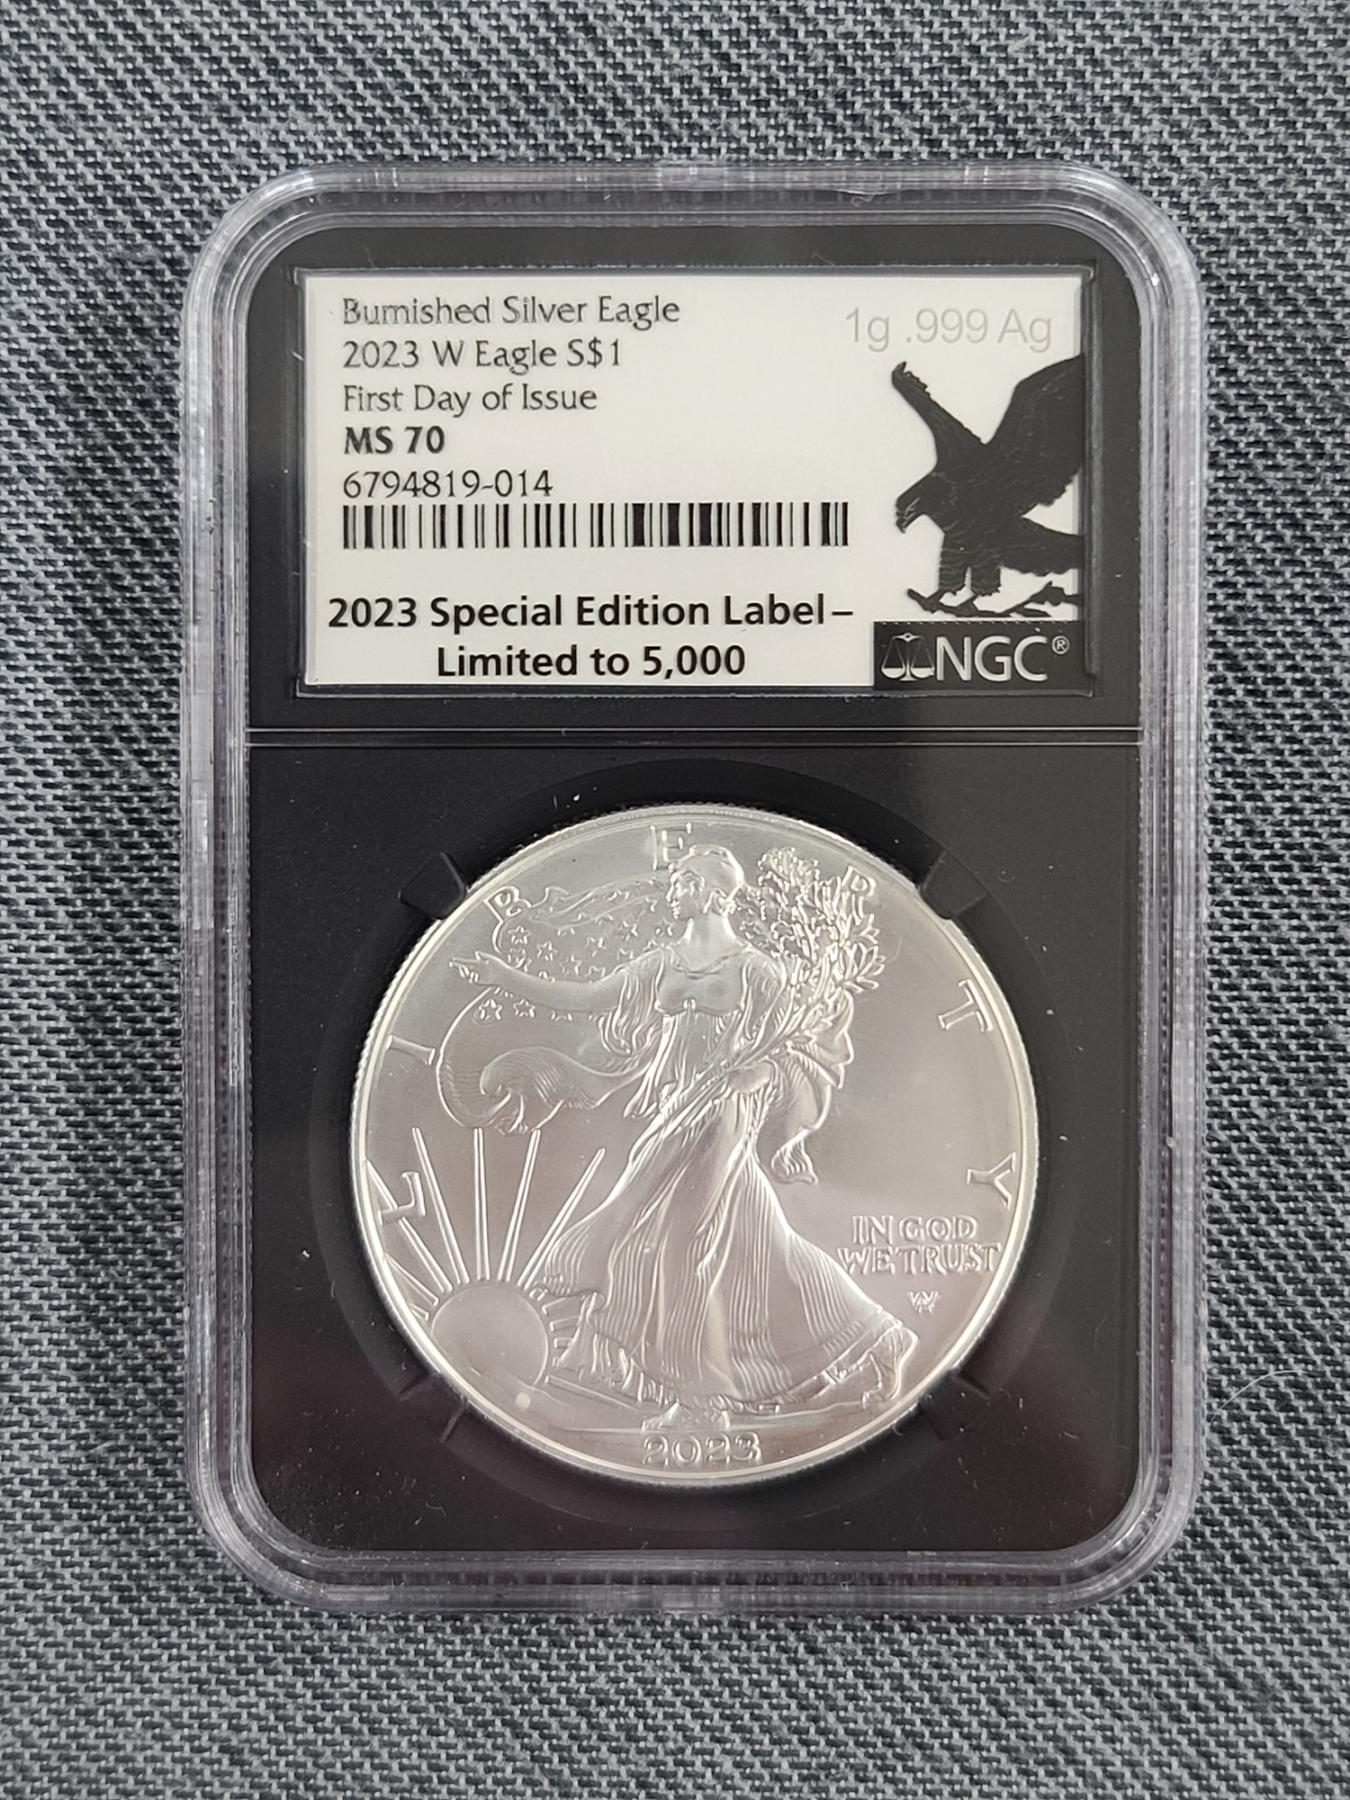 Burnished Silver Eagle
2023 W Eagle S$1
First Day of Issue
MS 70
6794819-014
1g .999 Ag
2023 Special Edition Label–
Limited to 5,000
NGC®
LIBERTY
IN GOD
WE TRUST
AW
2023